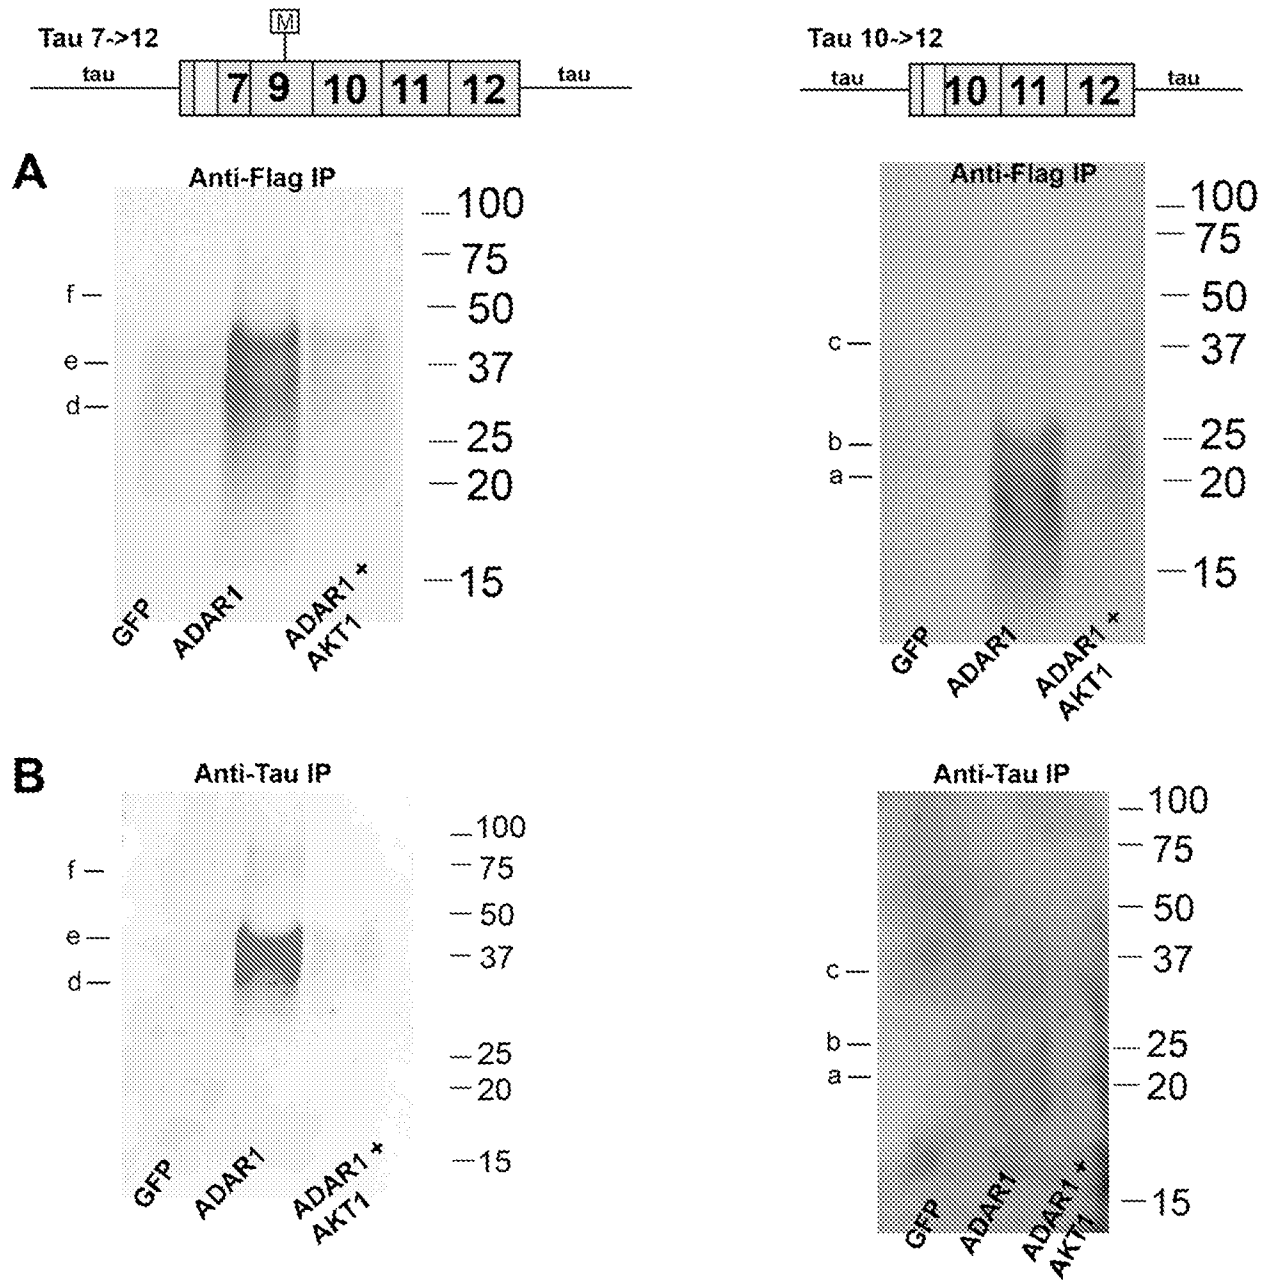 Tau 7->12
M
tau
7 9 10 11 12
tau
Tau 10->12
tau
10 11 12
tau
A
Anti-Flag IP
100
75
f
50
e
37
d
25
20
15
GFP
ADAR1
ADAR1 +
AKT1
Anti-Flag IP
100
75
50
c
37
b
25
a
20
15
GFP
ADAR1
ADAR1 +
AKT1
B
Anti-Tau IP
100
75
f
50
e
37
d
25
20
15
GFP
ADAR1
ADAR1 +
AKT1
Anti-Tau IP
100
75
50
37
c
25
b
a
20
15
GFP
ADAR1
ADAR1 +
AKT1